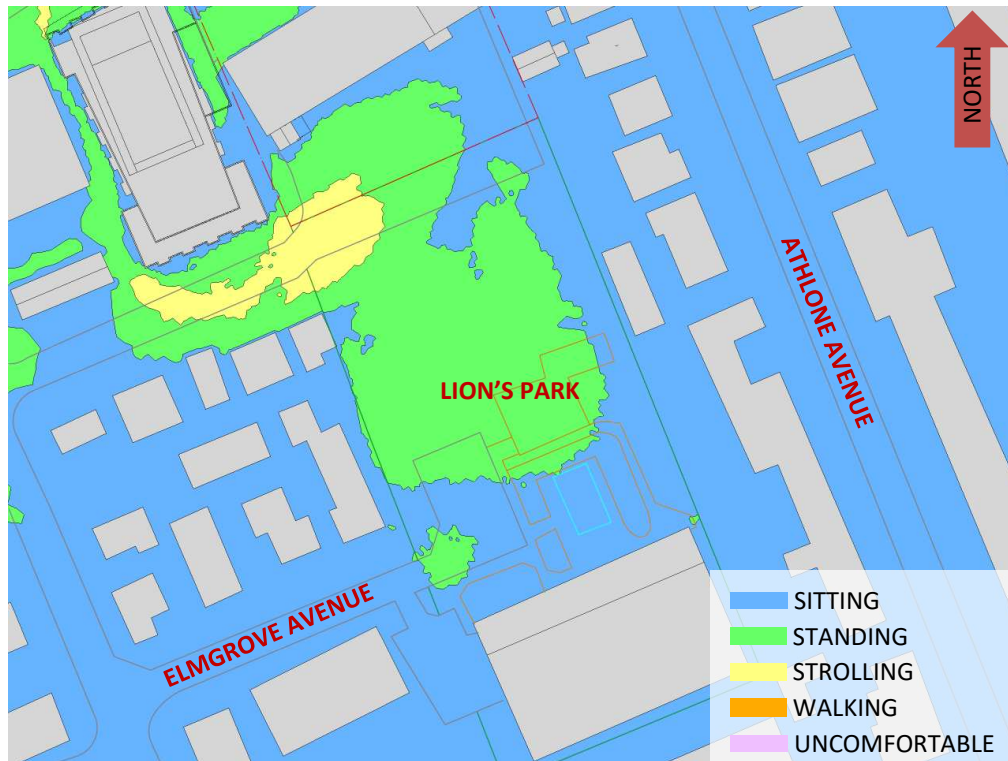 NORTH
ATHLONE AVENUE
LION'S PARK
ELMGROVE AVENUE
SITTING
STANDING
STROLLING
WALKING
UNCOMFORTABLE